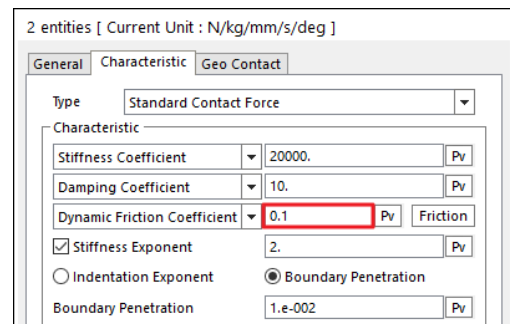 2 entities [ Current Unit : N/kg/mm/s/deg ]
General Characteristic Geo Contact
Type Standard Contact Force
Characteristic
Stiffness Coefficient 20000. Pv
Damping Coefficient 10. Pv
Dynamic Friction Coefficient 0.1 Pv Friction
Stiffness Exponent 2. Pv
Indentation Exponent Boundary Penetration
Boundary Penetration 1.e-002 Pv